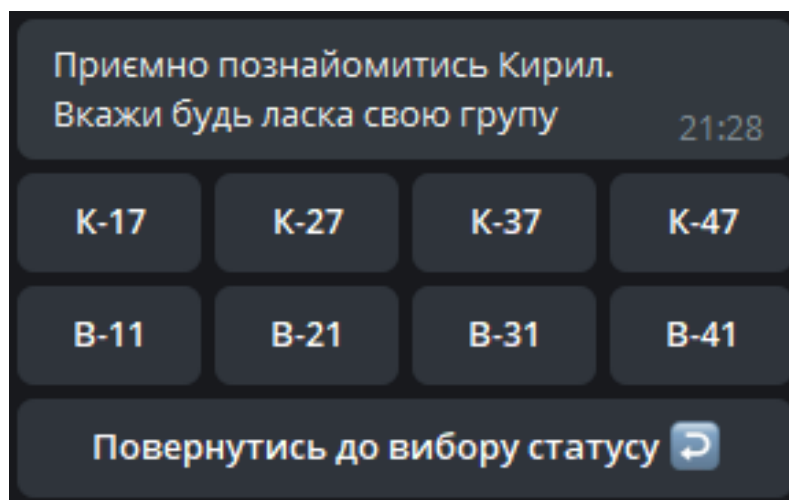 Приємно познайомитись Кирил.
Вкажи будь ласка свою групу
21:28
К-17 К-27 К-37 К-47
В-11 В-21 В-31 В-41
Повернутись до вибору статусу ↩️